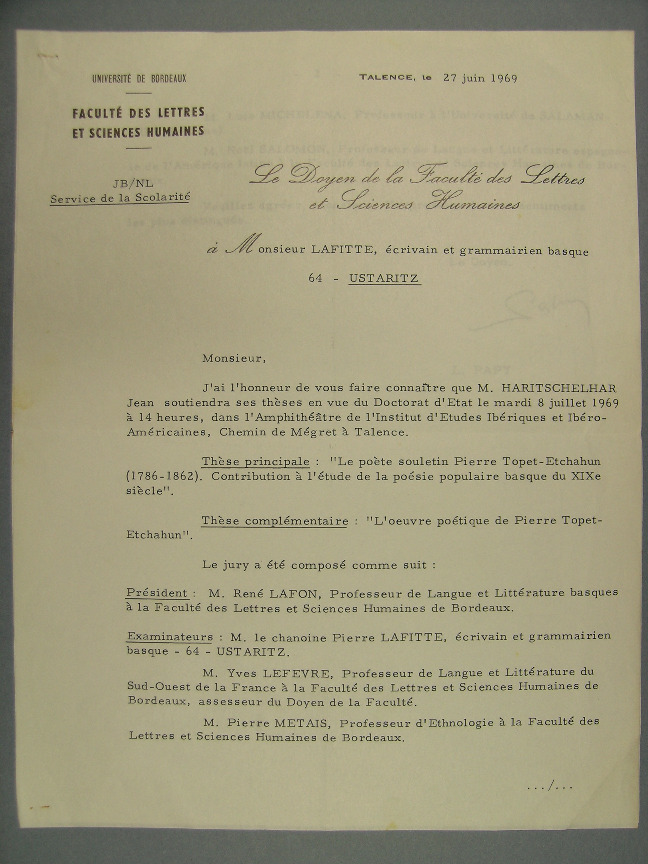 UNIVERSITÉ DE BORDEAUX
FACULTÉ DES LETTRES
ET SCIENCES HUMAINES
JB/NL
Service de la Scolarité
TALENCE, le 27 juin 1969
Le Doyen de la Faculté des Lettres
et Sciences Humaines
à Monsieur LAFITTE, écrivain et grammairien basque
64 - USTARITZ
Monsieur,
J'ai l'honneur de vous faire connaître que M. HARITSCHELHAR
Jean soutiendra ses thèses en vue du Doctorat d'Etat le mardi 8 juillet 1969
à 14 heures, dans l'Amphithéâtre de l'Institut d'Etudes Ibériques et Ibéro-
Américaines, Chemin de Mégret à Talence.
Thèse principale : "Le poète souletin Pierre Topet-Etchahun
(1786-1862). Contribution à l'étude de la poésie populaire basque du XIXe
siècle".
Thèse complémentaire : "L'oeuvre poétique de Pierre Topet-
Etchahun".
Le jury a été composé comme suit :
Président : M. René LAFON, Professeur de Langue et Littérature basques
à la Faculté des Lettres et Sciences Humaines de Bordeaux.
Examinateurs : M. le chanoine Pierre LAFITTE, écrivain et grammairien
basque - 64 - USTARITZ.
M. Yves LEFEVRE, Professeur de Langue et Littérature du
Sud-Ouest de la France à la Faculté des Lettres et Sciences Humaines de
Bordeaux, assesseur du Doyen de la Faculté.
M. Pierre METAIS, Professeur d'Ethnologie à la Faculté des
Lettres et Sciences Humaines de Bordeaux.
.../...